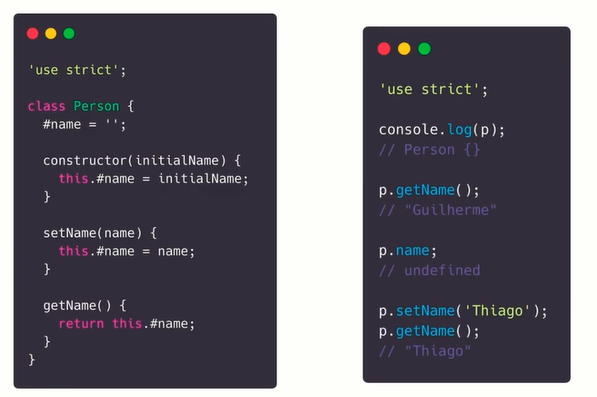 'use strict';
class Person {
#name = '';
constructor(initialName) {
this.#name = initialName;
}
setName(name) {
this.#name = name;
}
getName() {
return this.#name;
}
}
'use strict';
console.log(p);
// Person {}
p.getName();
// "Guilherme"
p.name;
// undefined
p.setName('Thiago');
p.getName();
// "Thiago"